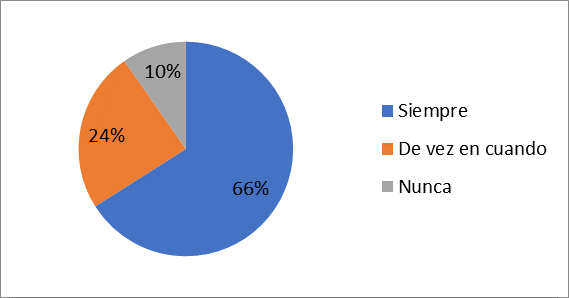 10%
24%
66%
Siempre
De vez en cuando
Nunca